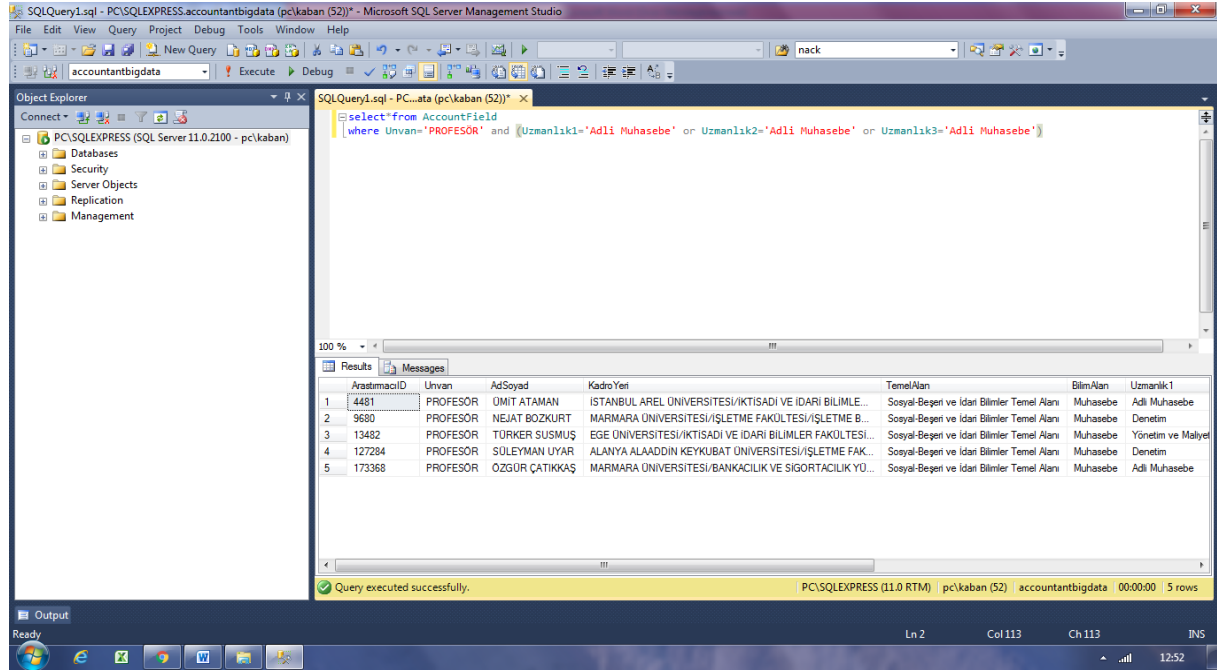 SQLQuery1.sql - PC\SQLEXPRESS.accountantbigdata (pc\kaban (52))* - Microsoft SQL Server Management Studio
File Edit View Query Project Debug Tools Window Help
New Query nack
accountantbigdata Execute Debug
Object Explorer
Connect
PC\SQLEXPRESS (SQL Server 11.0.2100 - pc\kaban)
Databases
Security
Server Objects
Replication
Management
SQLQuery1.sql - PC...ata (pc\kaban (52))*
select*from AccountField
where Unvan='PROFESÖR' and (Uzmanlık1='Adli Muhasebe' or Uzmanlık2='Adli Muhasebe' or Uzmanlık3='Adli Muhasebe')
100 %
Results Messages
ArastırmacıID Unvan AdSoyad KadroYeri TemelAlan BilimAlan Uzmanlık1
1 4481 PROFESÖR ÜMİT ATAMAN İSTANBUL AREL ÜNİVERSİTESİ/İKTİSADİ VE İDARİ BİLİMLE... Sosyal-Beşeri ve İdari Bilimler Temel Alanı Muhasebe Adli Muhasebe
2 9680 PROFESÖR NEJAT BOZKURT MARMARA ÜNİVERSİTESİ/İŞLETME FAKÜLTESİ/İŞLETME B... Sosyal-Beşeri ve İdari Bilimler Temel Alanı Muhasebe Denetim
3 13482 PROFESÖR TÜRKER SUSMUŞ EGE ÜNİVERSİTESİ/İKTİSADİ VE İDARİ BİLİMLER FAKÜLTESİ... Sosyal-Beşeri ve İdari Bilimler Temel Alanı Muhasebe Yönetim ve Maliyet
4 127284 PROFESÖR SÜLEYMAN UYAR ALANYA ALAADDİN KEYKUBAT ÜNİVERSİTESİ/İŞLETME FAK... Sosyal-Beşeri ve İdari Bilimler Temel Alanı Muhasebe Denetim
5 173368 PROFESÖR ÖZGÜR ÇATIKKAŞ MARMARA ÜNİVERSİTESİ/BANKACILIK VE SİGORTACILIK YÜ... Sosyal-Beşeri ve İdari Bilimler Temel Alanı Muhasebe Adli Muhasebe
Query executed successfully. PC\SQLEXPRESS (11.0 RTM) pc\kaban (52) accountantbigdata 00:00:00 5 rows
Output
Ready Ln 2 Col 113 Ch 113 INS
12:52